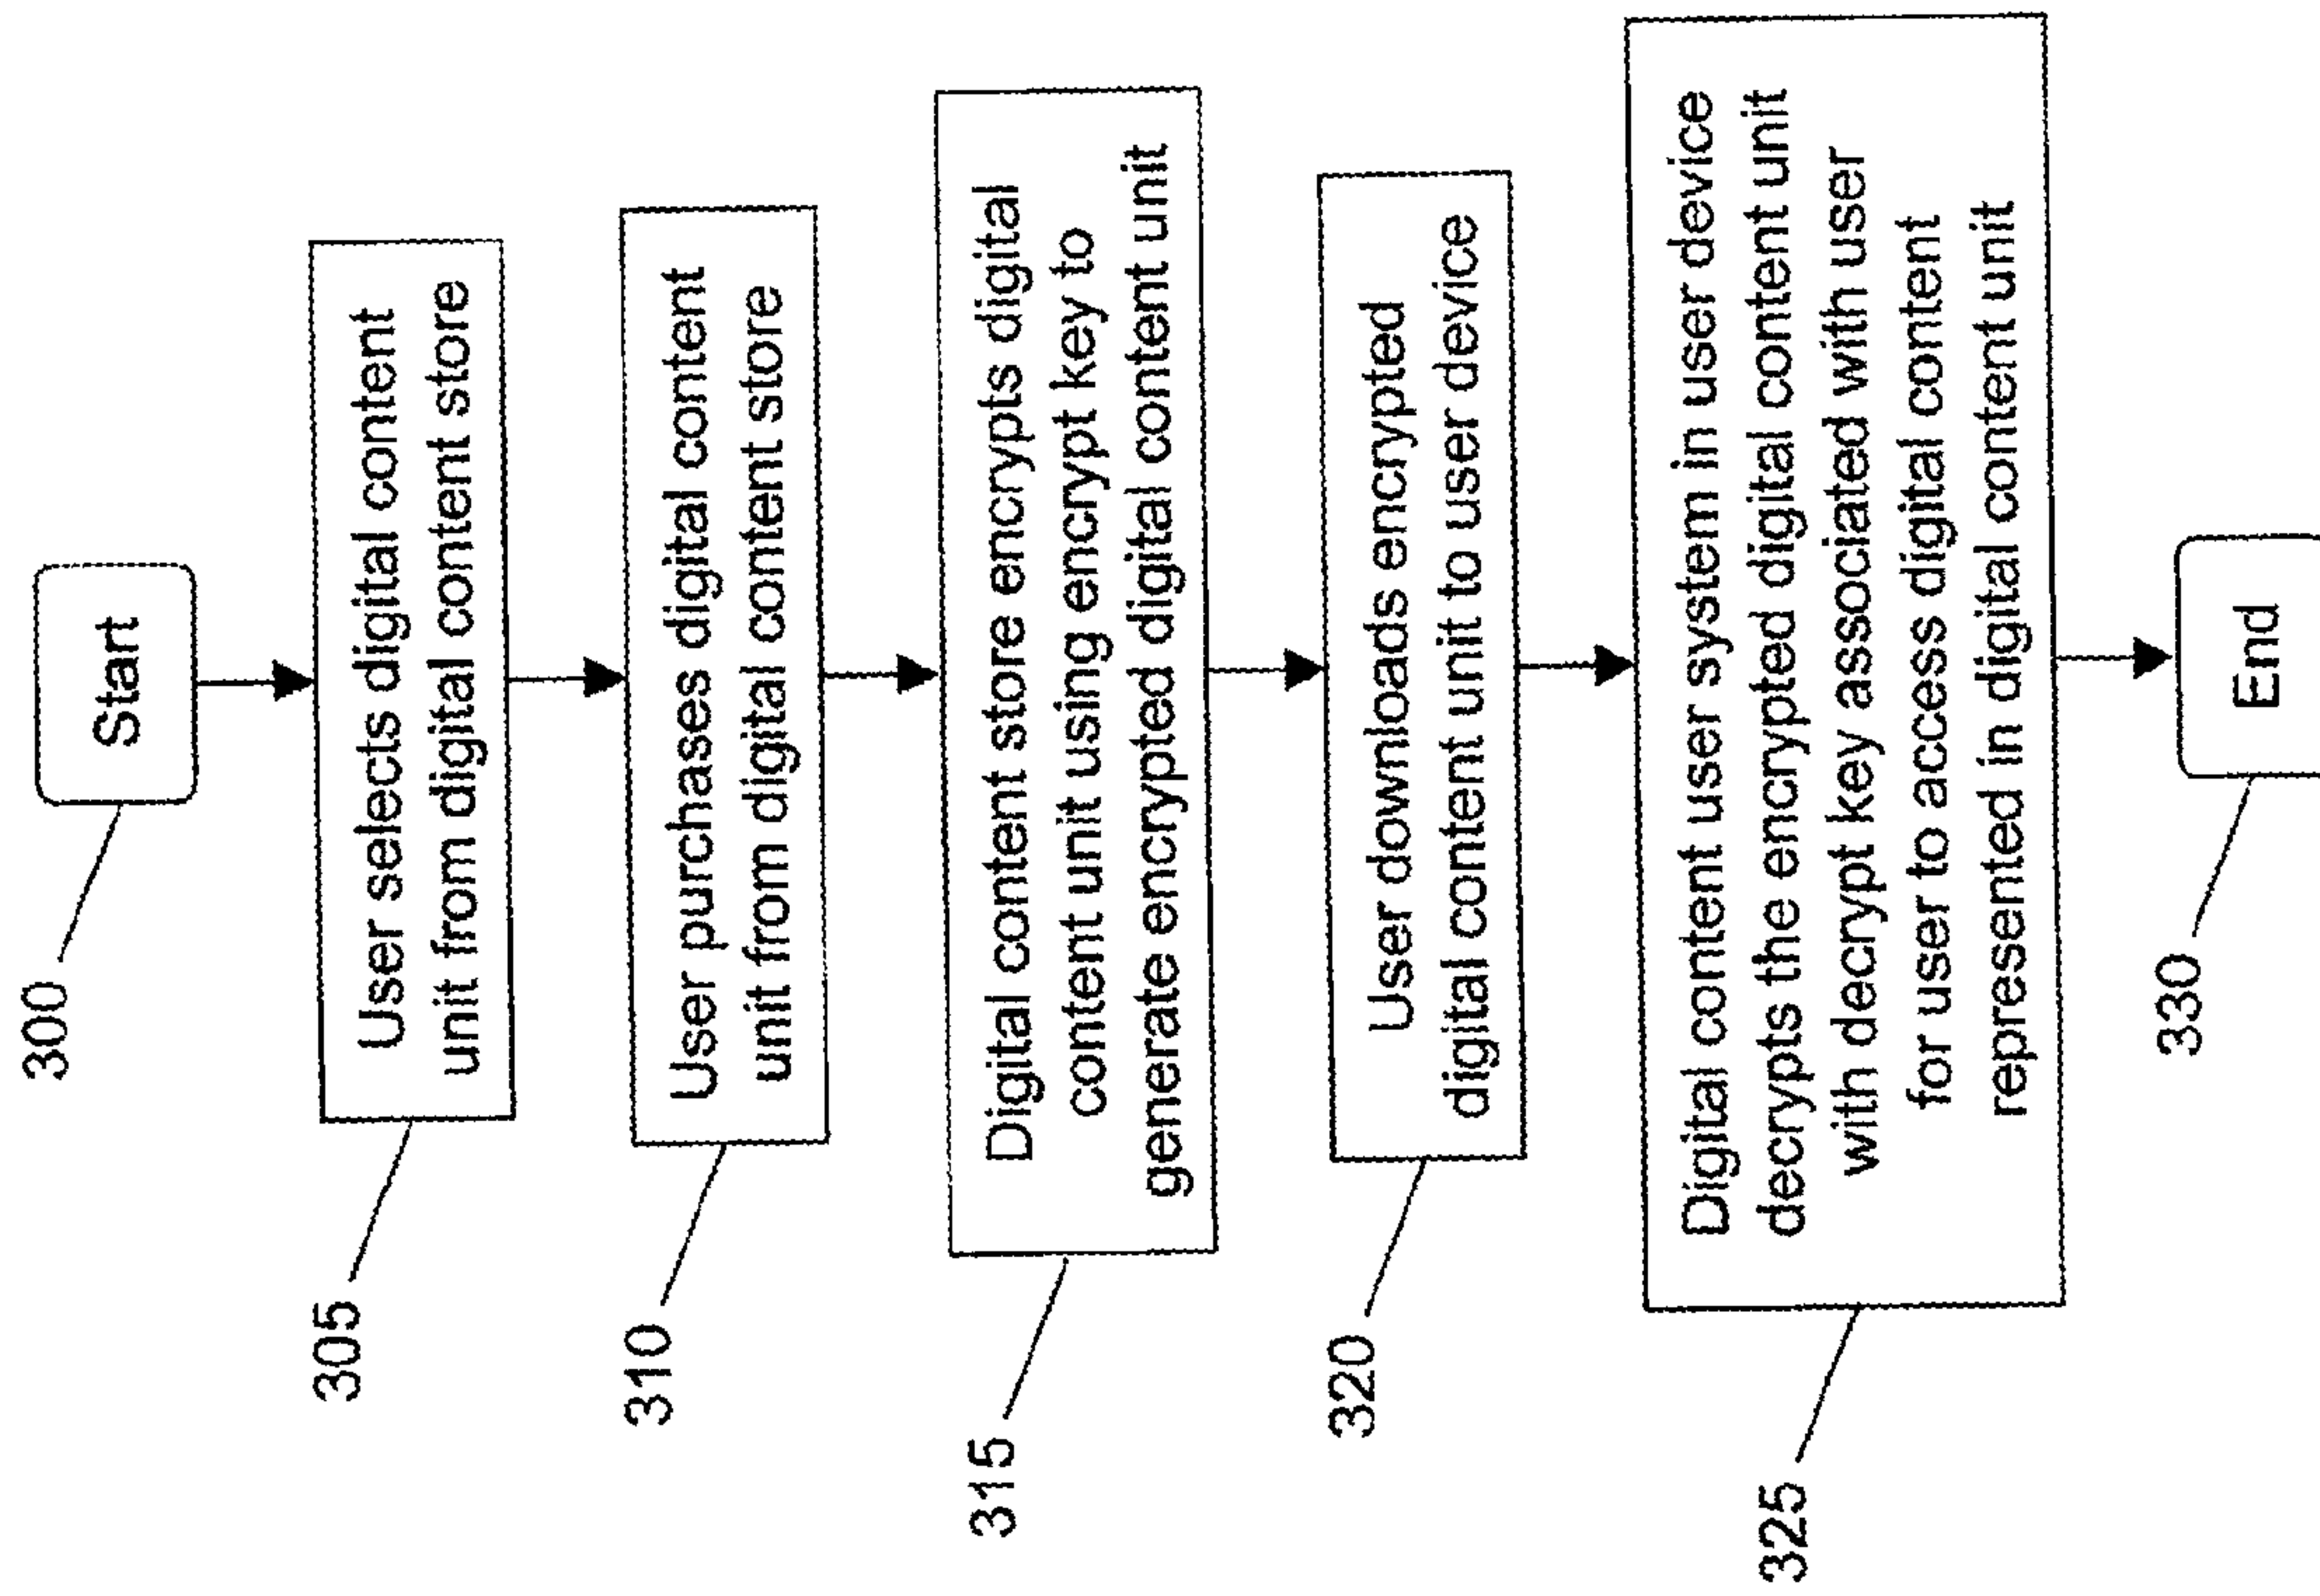 Start
300
User selects digital content
unit from digital content store
305
User purchases digital content
unit from digital content store
310
Digital content store encrypts digital
content unit using encrypt key to
generate encrypted digital content unit
315
User downloads encrypted
digital content unit to user device
320
Digital content user system in user device
decrypts the encrypted digital content unit
with decrypt key associated with user
for user to access digital content
represented in digital content unit
325
End
330